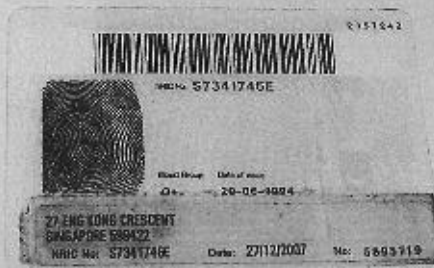 NRIC No. S7341746E
Blood Group Date of issue
O+ 20-06-1994
27 ENG KONG CRESCENT
SINGAPORE 599422
NRIC No: S7341746E Date: 27/12/2007 No: 5893719